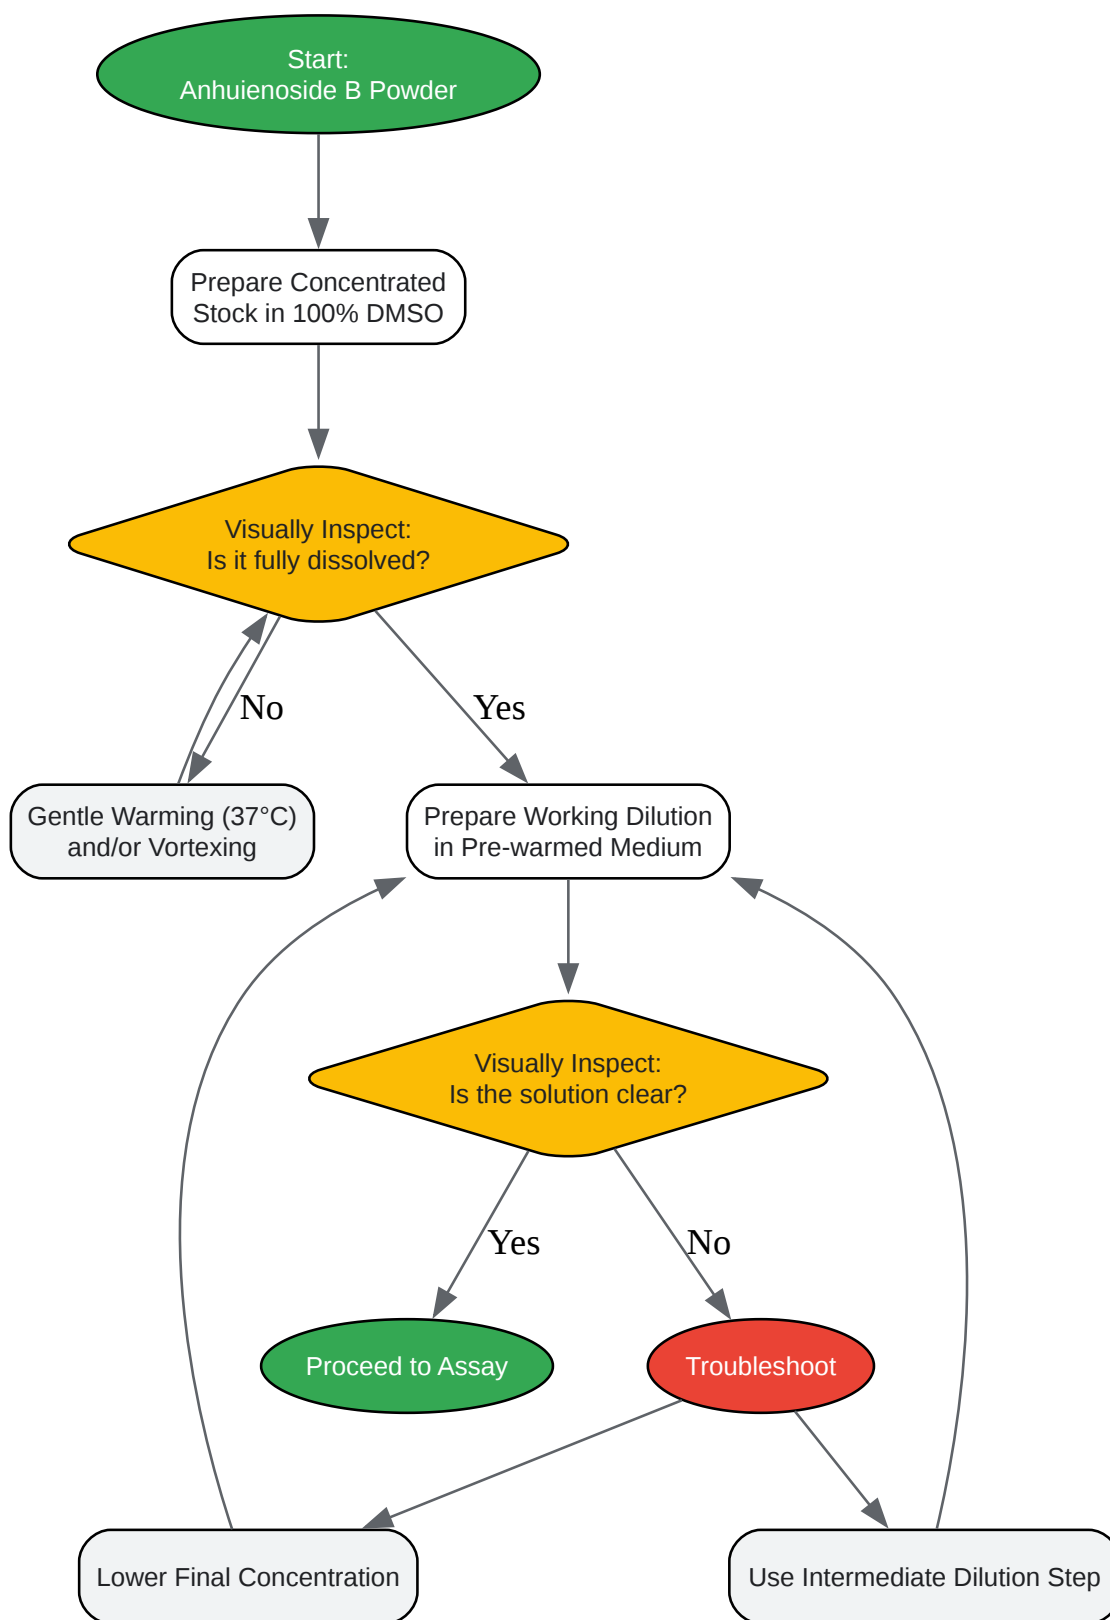 Start:
Anhuienoside B Powder
Prepare Concentrated
Stock in 100% DMSO
Visually Inspect:
Is it fully dissolved?
No
Yes
Gentle Warming (37°C)
and/or Vortexing
Prepare Working Dilution
in Pre-warmed Medium
Visually Inspect:
Is the solution clear?
Yes
No
Proceed to Assay
Troubleshoot
Lower Final Concentration
Use Intermediate Dilution Step